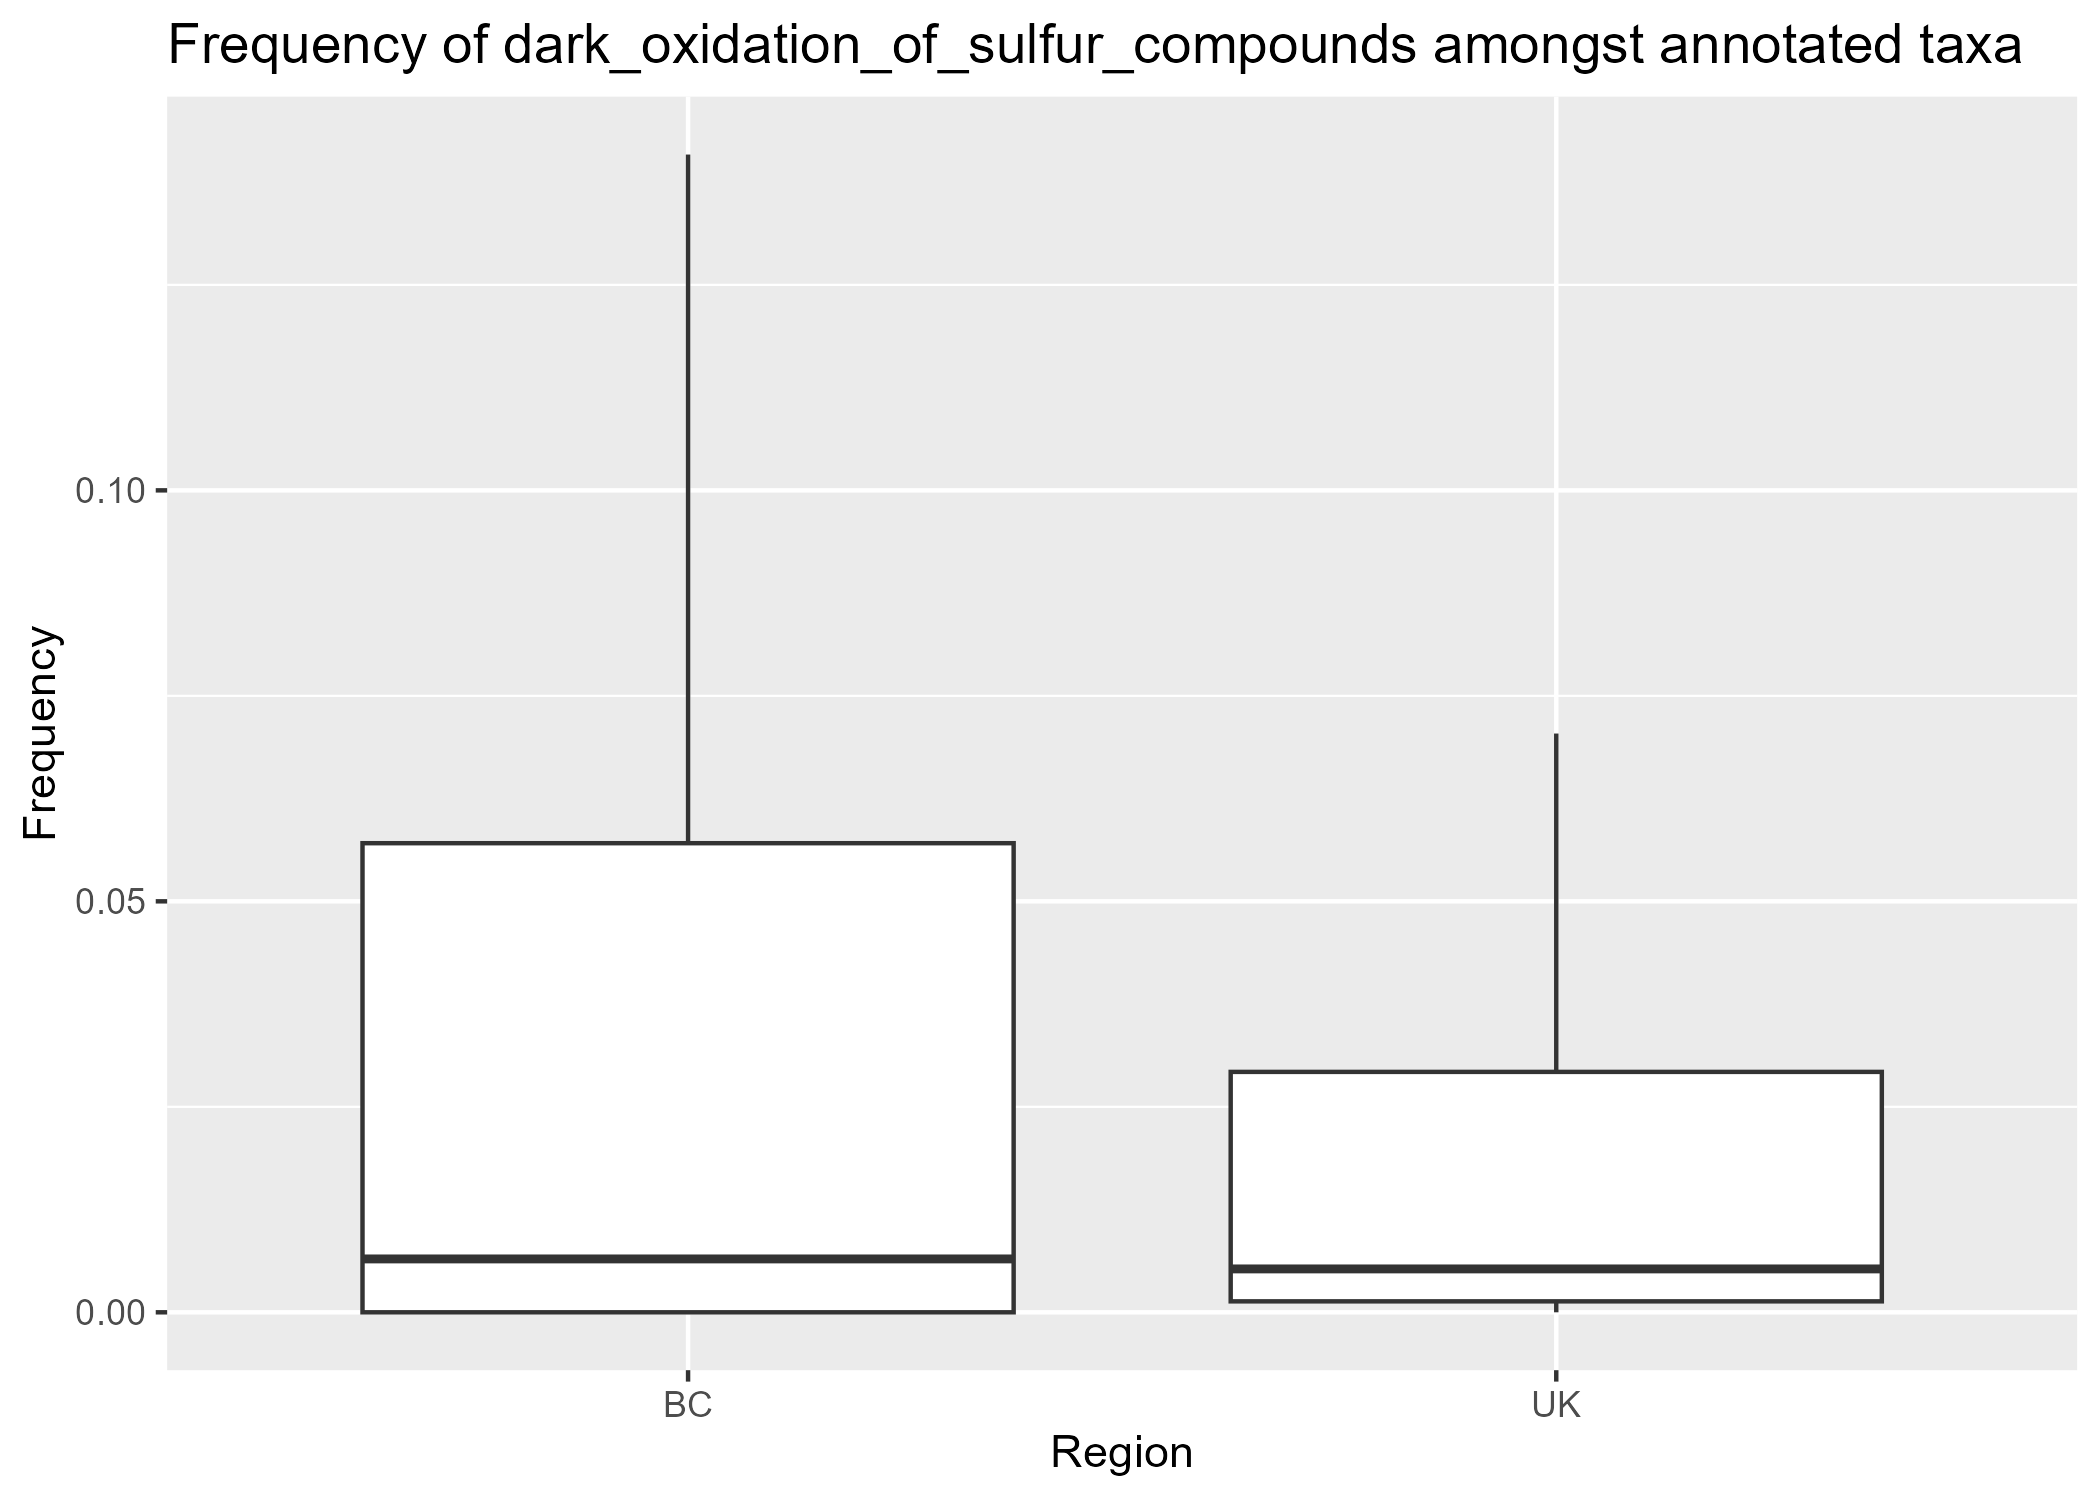 Frequency of dark_oxidation_of_sulfur_compounds amongst annotated taxa
Frequency
0.10
0.05
0.00
BC
UK
Region